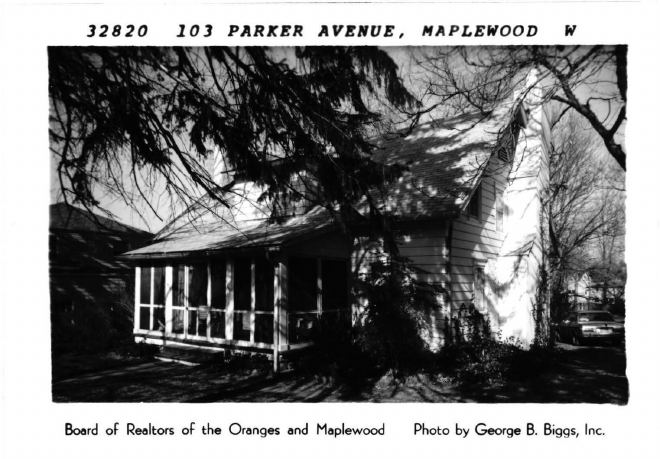 32820 103 PARKER AVENUE, MAPLEWOOD W
Board of Realtors of the Oranges and Maplewood Photo by George B. Biggs, Inc.